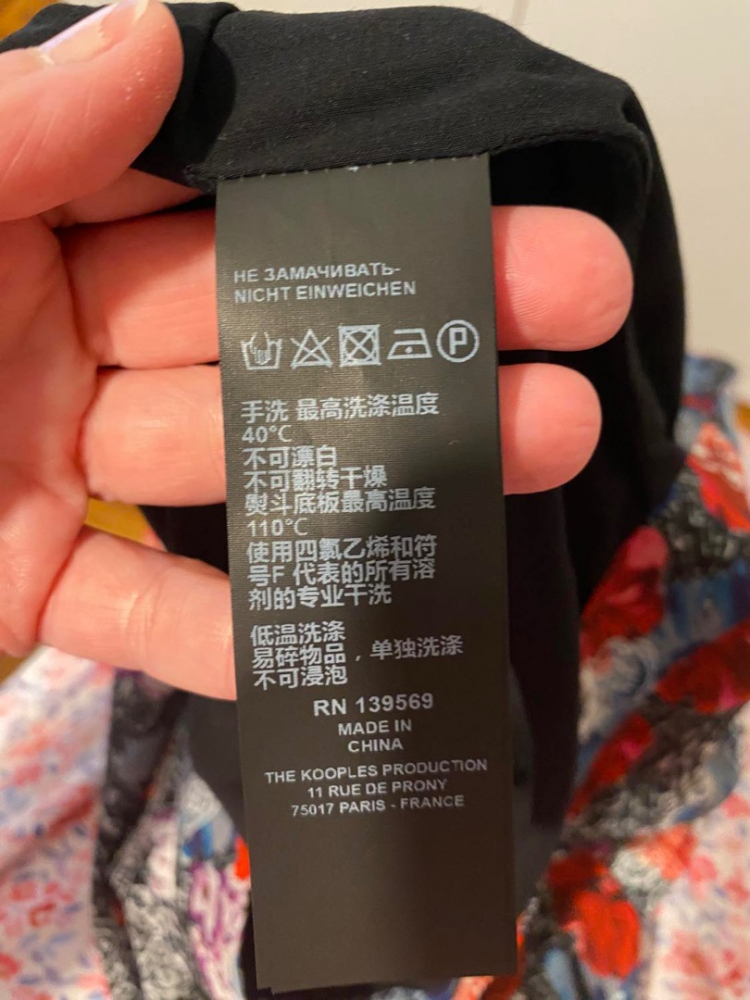 НЕ ЗАМАЧИВАТЬ-
NICHT EINWEICHEN
P
手洗 最高洗涤温度
40°C
不可漂白
不可翻转干燥
熨斗底板最高温度
110°C
使用四氯乙烯和符
号F 代表的所有溶
剂的专业干洗
低温洗涤
易碎物品，单独洗涤
不可浸泡
RN 139569
MADE IN
CHINA
THE KOOPLES PRODUCTION
11 RUE DE PRONY
75017 PARIS - FRANCE